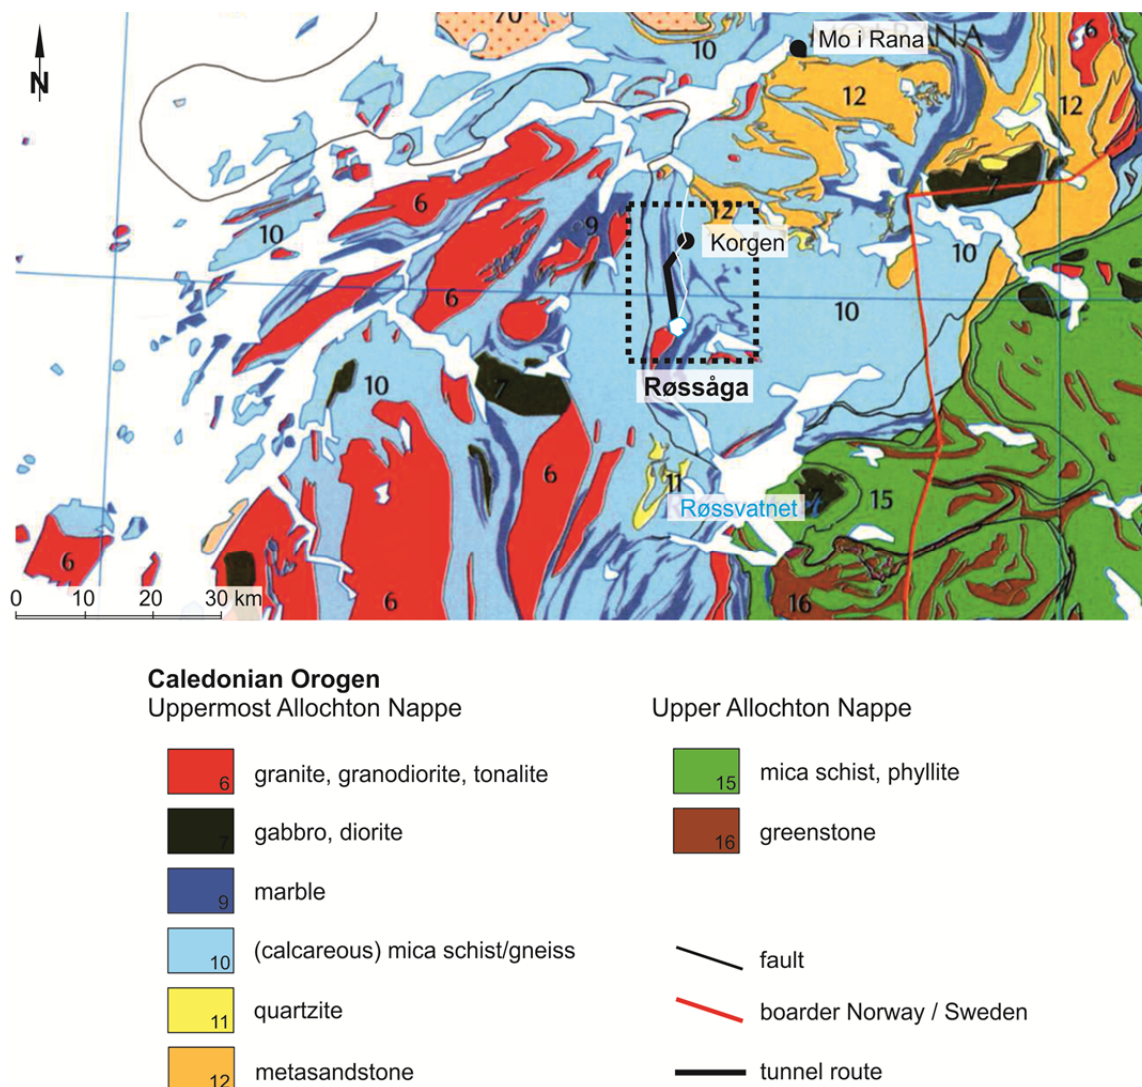 70
10
Mo i Rana
RANA
6
N
12
12
7
6
12
9
10
Korgen
10
6
10
Røssåga
10
7
6
11
15
Røssvatnet
6
6
16
0 10 20 30 km
Caledonian Orogen
Uppermost Allochton Nappe
Upper Allochton Nappe
6 granite, granodiorite, tonalite
15 mica schist, phyllite
7 gabbro, diorite
16 greenstone
9 marble
10 (calcareous) mica schist/gneiss
fault
11 quartzite
boarder Norway / Sweden
12 metasandstone
tunnel route